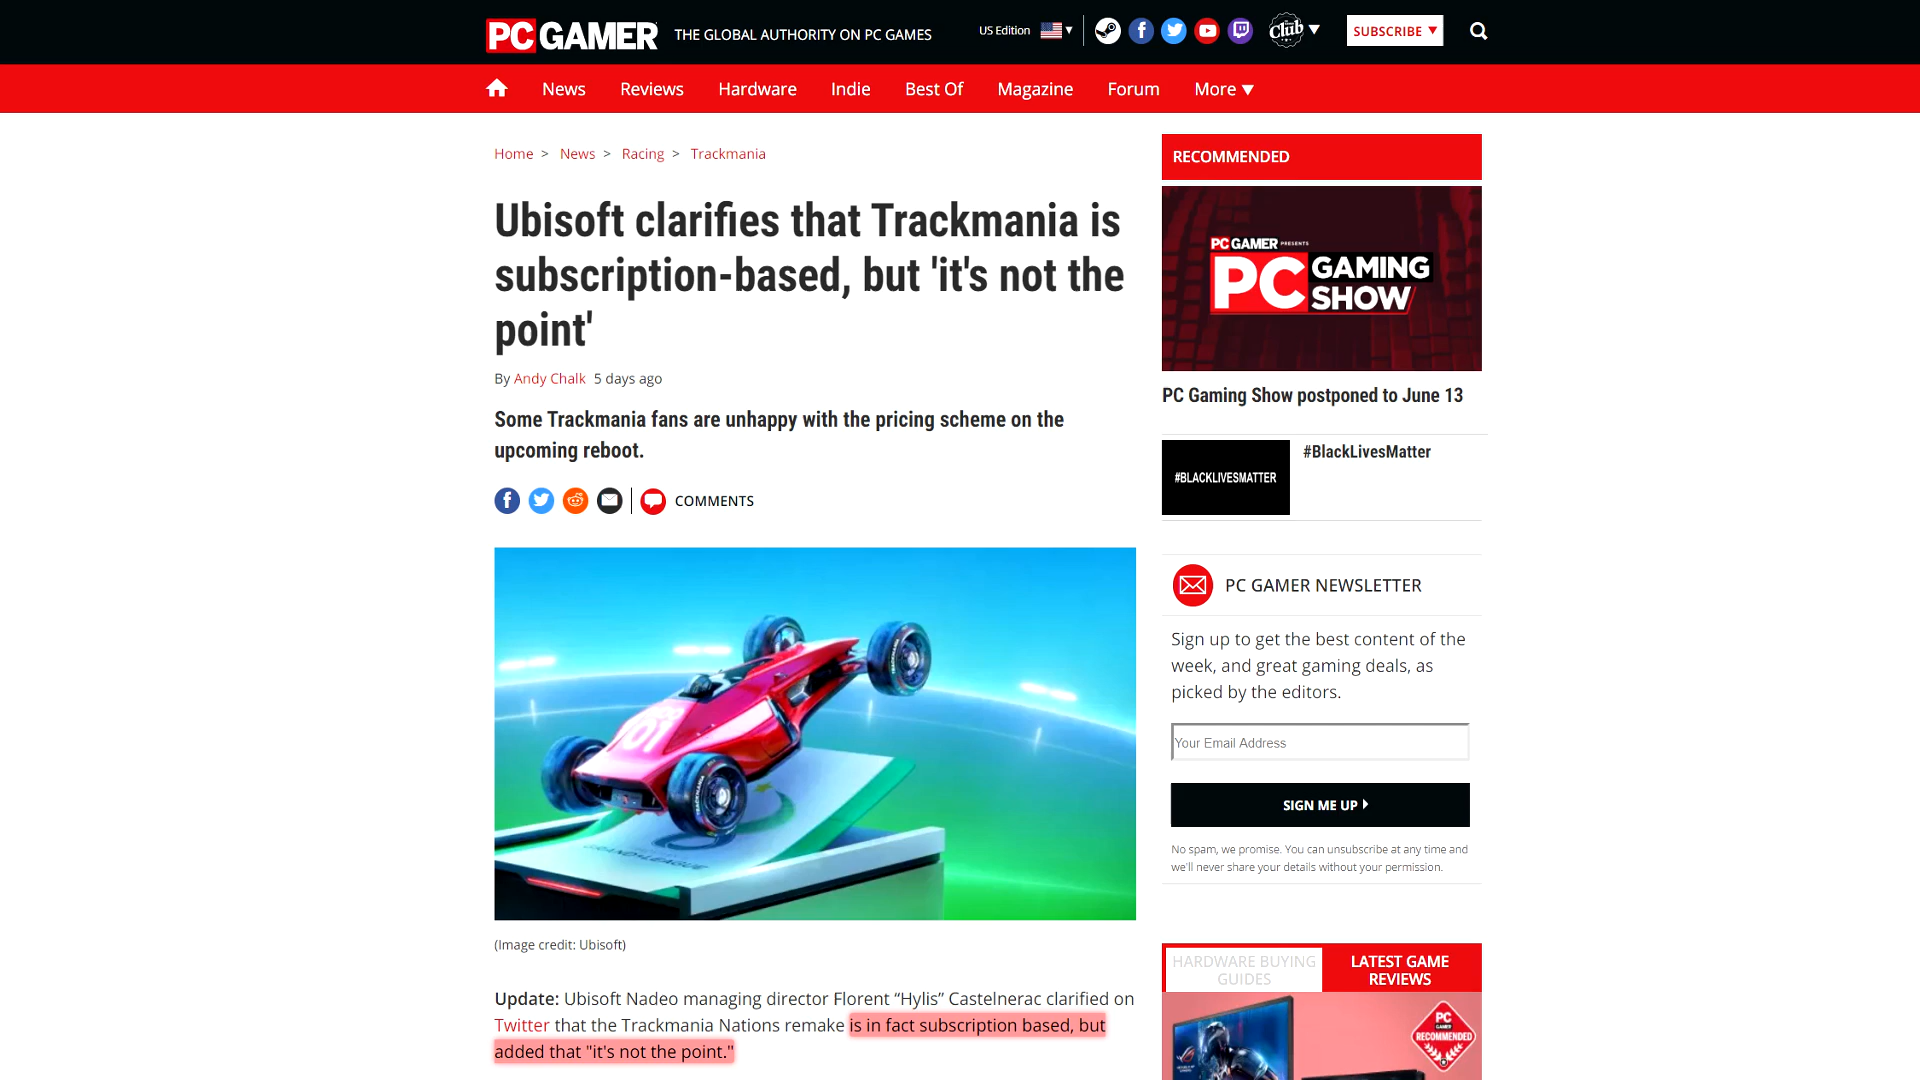 PC GAMER THE GLOBAL AUTHORITY ON PC GAMES US Edition Club SUBSCRIBE
News Reviews Hardware Indie Best Of Magazine Forum More
Home > News > Racing > Trackmania
Ubisoft clarifies that Trackmania is
subscription-based, but 'it's not the
point'
By Andy Chalk 5 days ago
Some Trackmania fans are unhappy with the pricing scheme on the
upcoming reboot.
COMMENTS
(Image credit: Ubisoft)
Update: Ubisoft Nadeo managing director Florent “Hylis” Castelnerac clarified on
Twitter that the Trackmania Nations remake is in fact subscription based, but
added that "it's not the point."
RECOMMENDED
PC GAMER PRESENTS
PC GAMING
SHOW
PC Gaming Show postponed to June 13
#BLACKLIVESMATTER
#BlackLivesMatter
PC GAMER NEWSLETTER
Sign up to get the best content of the
week, and great gaming deals, as
picked by the editors.
Your Email Address
SIGN ME UP
No spam, we promise. You can unsubscribe at any time and
we'll never share your details without your permission.
HARDWARE BUYING
GUIDES
LATEST GAME
REVIEWS
PC
GAMER
RECOMMENDED